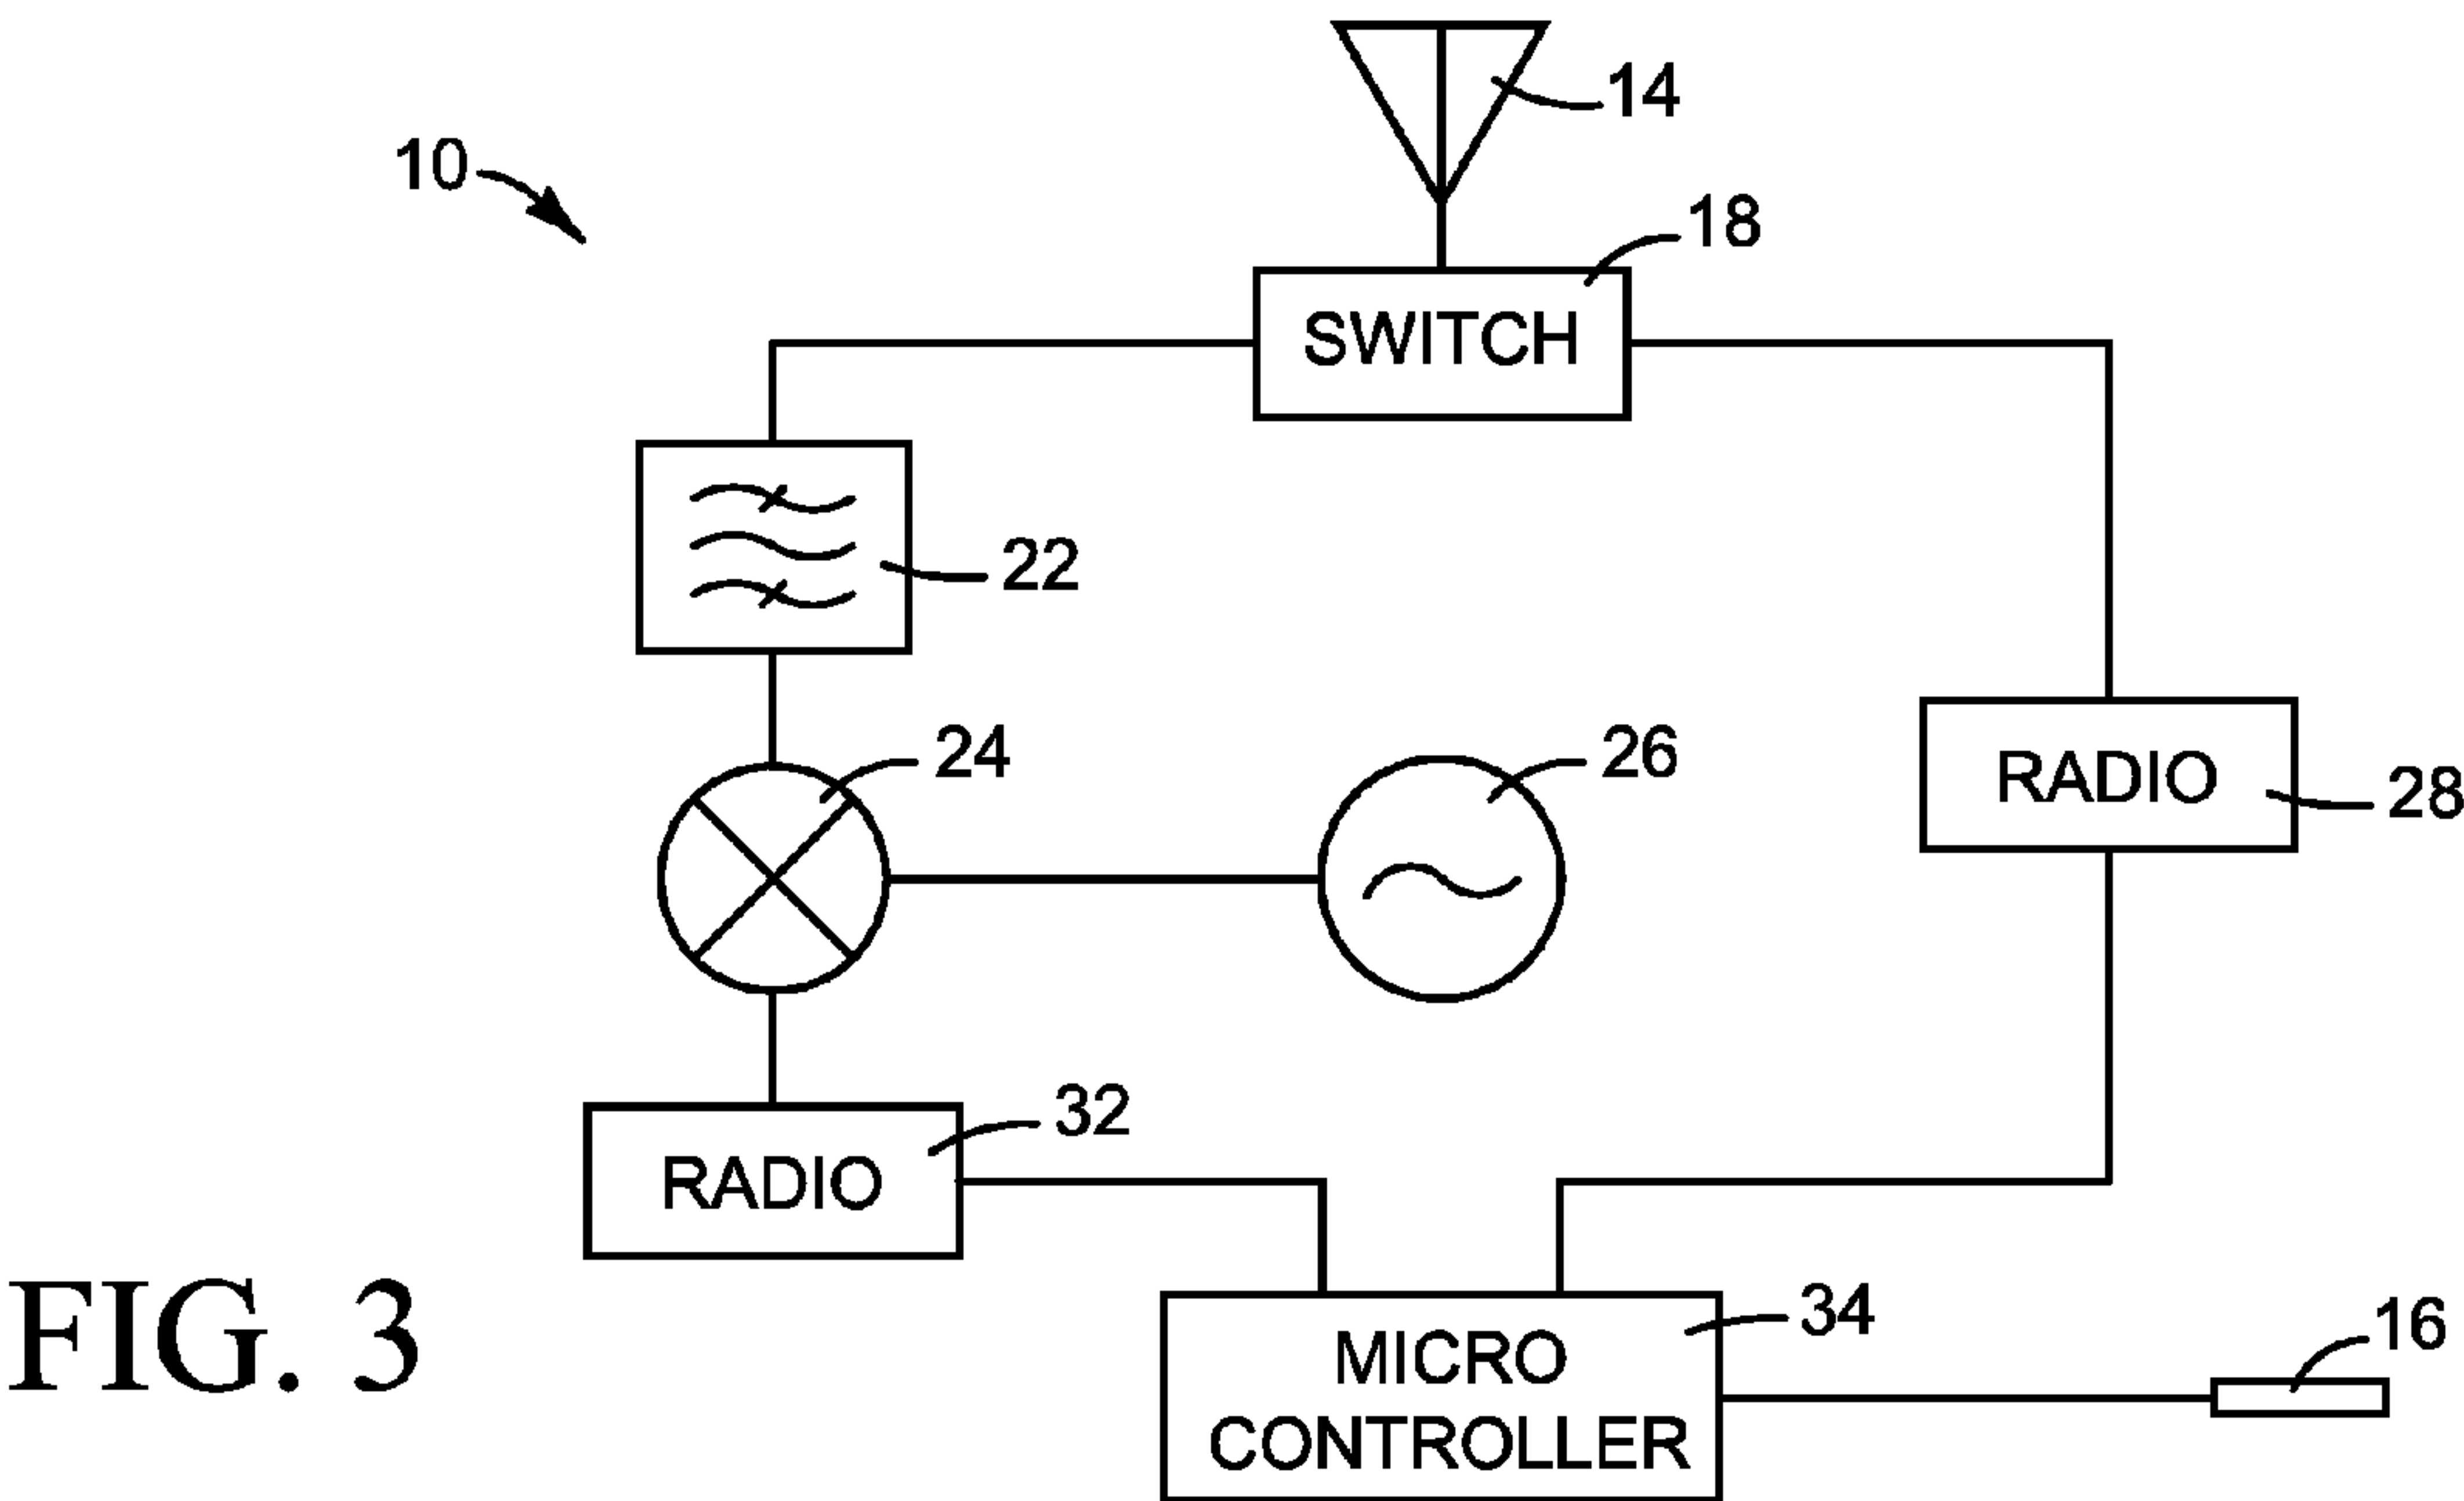 14
10
18
SWITCH
22
24
26
RADIO
28
32
RADIO
34
MICRO
CONTROLLER
16
FIG. 3